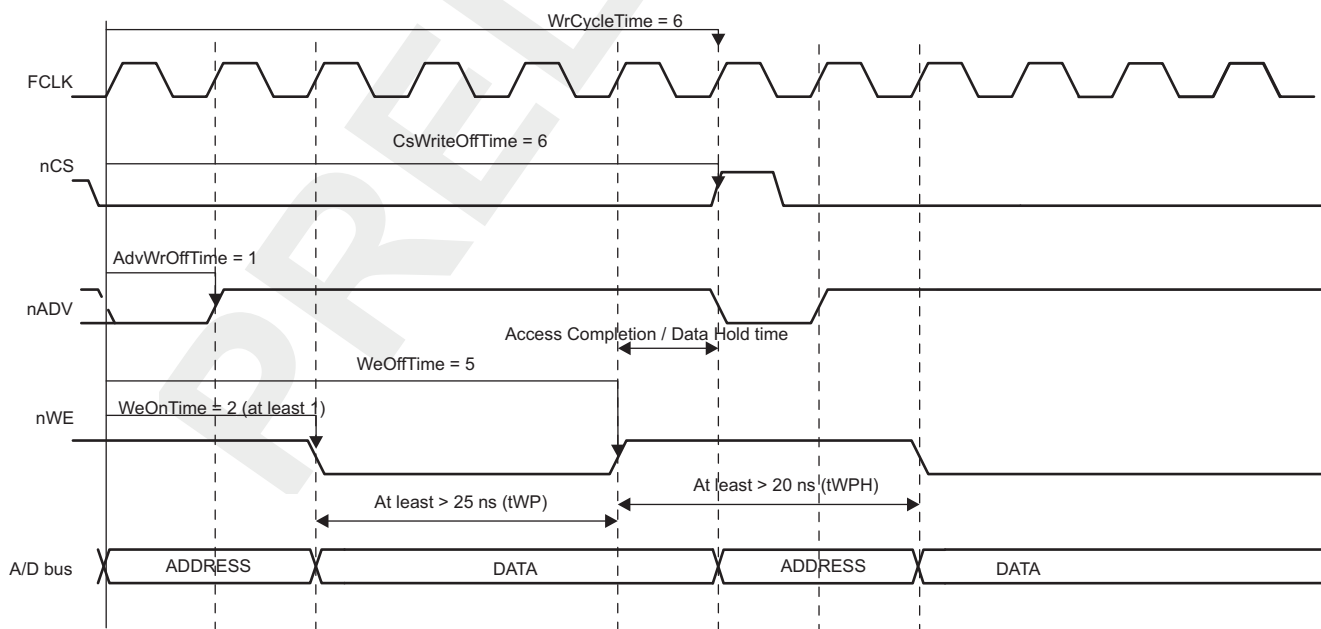 WrCycleTime = 6
FCLK
CsWriteOffTime = 6
nCS
AdvWrOffTime = 1
nADV
Access Completion / Data Hold time
WeOffTime = 5
WeOnTime = 2 (at least 1)
nWE
At least > 20 ns (tWPH)
At least > 25 ns (tWP)
A/D bus
ADDRESS
DATA
ADDRESS
DATA
PREL